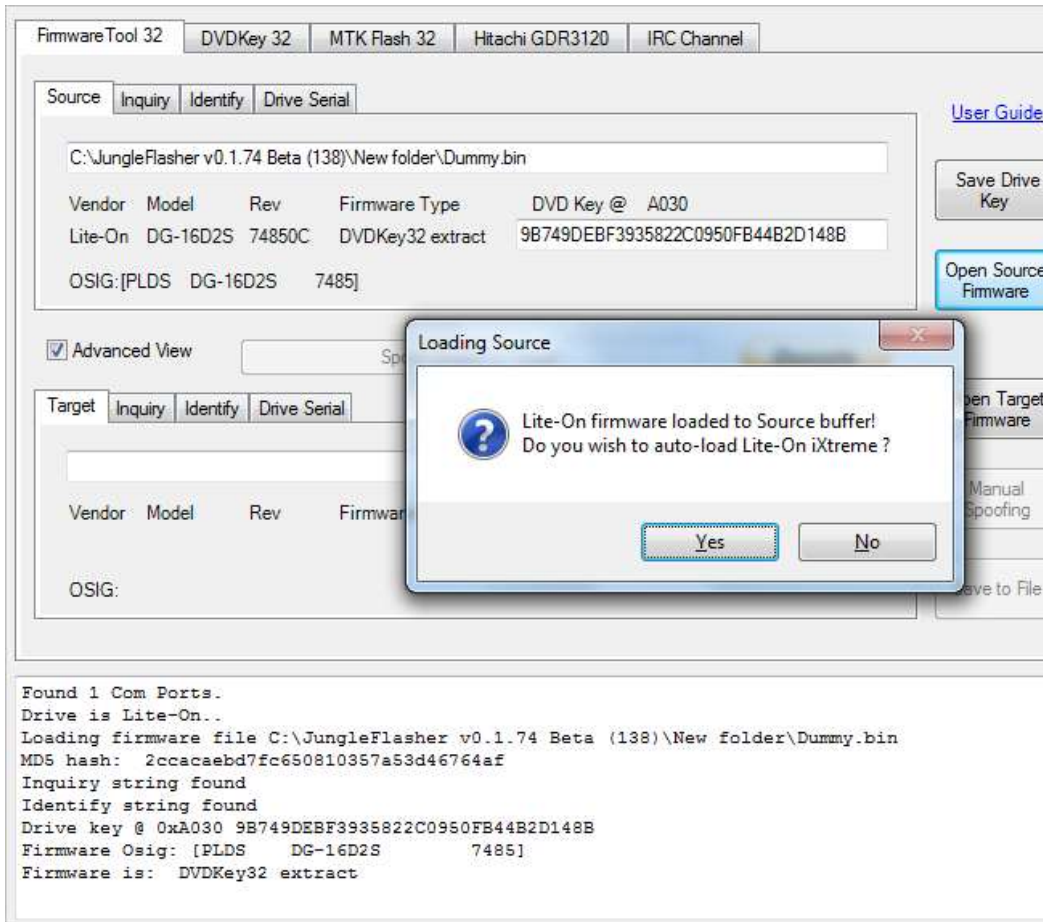 FirmwareTool 32 DVDKey 32 MTK Flash 32 Hitachi GDR3120 IRC Channel
Source Inquiry Identify Drive Serial
User Guide
C:\JungleFlasher v0.1.74 Beta (138)\New folder\Dummy.bin
Save Drive
Key
Vendor Model Rev Firmware Type DVD Key @ A030
Lite-On DG-16D2S 74850C DVDKey32 extract 9B749DEBF3935822C0950FB44B2D148B
OSIG:[PLDS DG-16D2S 7485]
Open Source
Firmware
Advanced View
Loading Source
Lite-On firmware loaded to Source buffer!
Do you wish to auto-load Lite-On iXtreme ?
Yes No
Target Inquiry Identify Drive Serial
Target
Vendor Model Rev
Manual
OSIG:
to File
Found 1 Com Ports.
Drive is Lite-On..
Loading firmware file C:\JungleFlasher v0.1.74 Beta (138)\New folder\Dummy.bin
MD5 hash: 2ccacaebd7fc650810357a53d46764af
Inquiry string found
Identify string found
Drive key @ 0xA030 9B749DEBF3935822C0950FB44B2D148B
Firmware Osig: [PLDS DG-16D2S 7485]
Firmware is: DVDKey32 extract